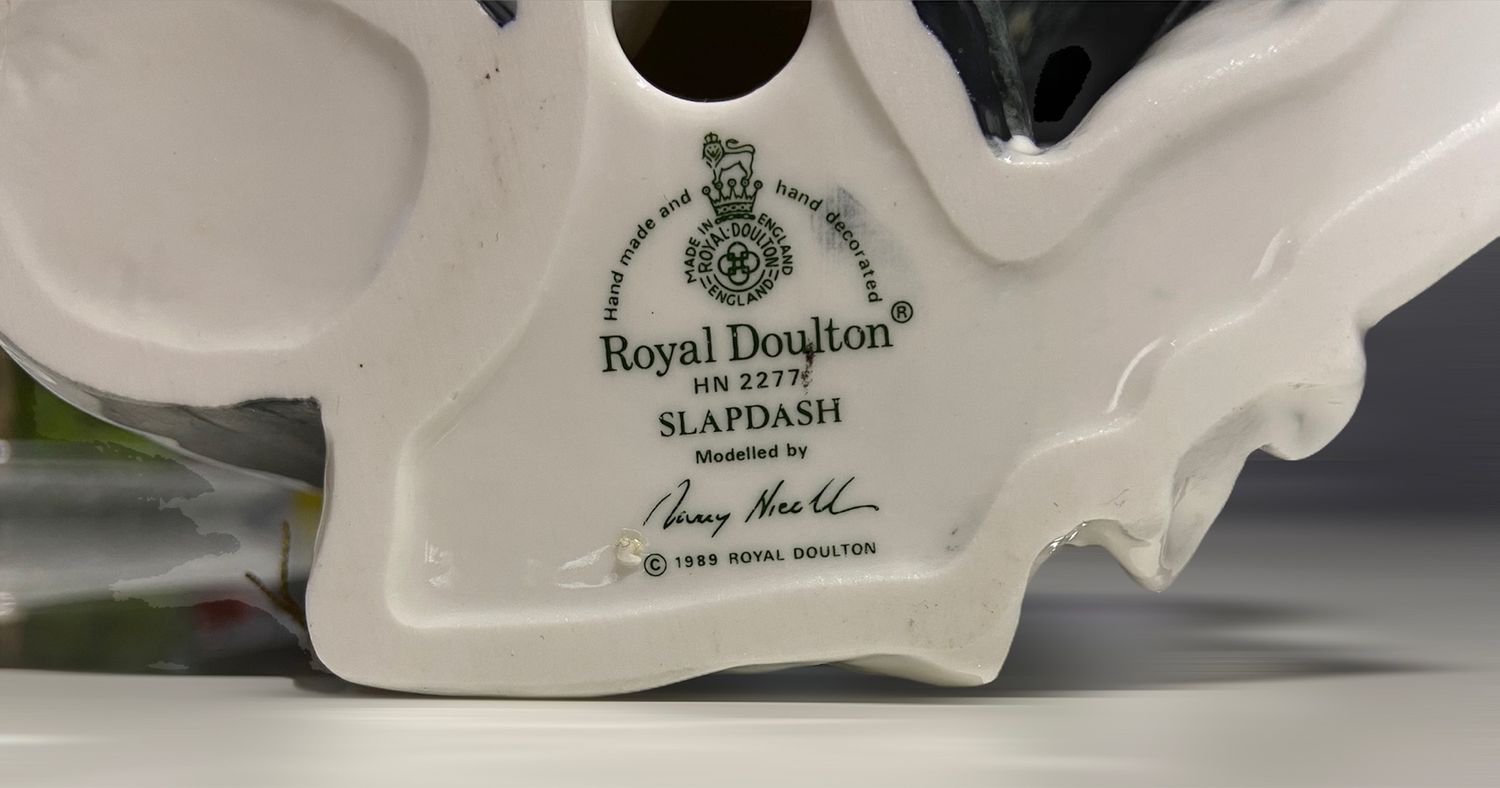 Hand made and hand decorated
MADE IN ENGLAND
ROYAL·DOULTON
ENGLAND
Royal Doulton®
HN 2277
SLAPDASH
Modelled by
© 1989 ROYAL DOULTON